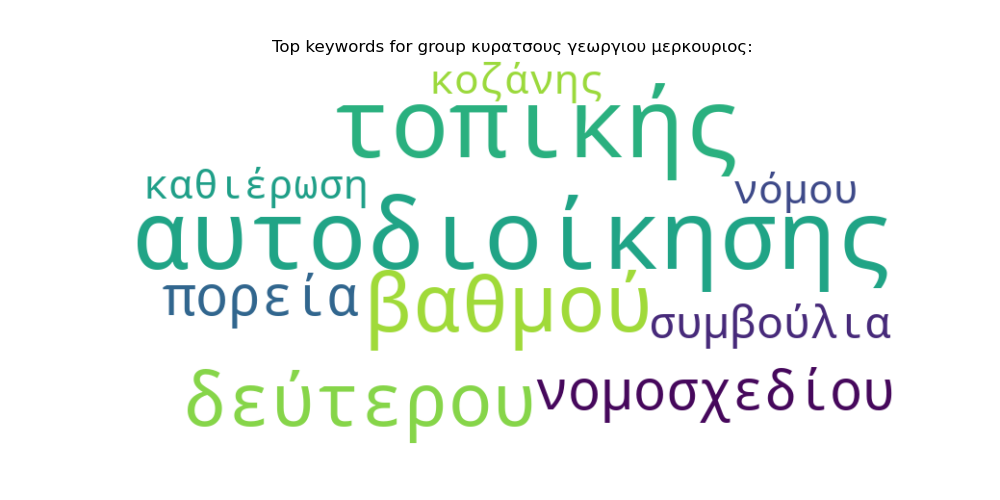 Top keywords for group κυρατσους γεωργιου μερκουριος:
κοζάνης
τοπικής
καθιέρωση
νόμου
αυτοδιοίκησης
πορεία
βαθμού
συμβούλια
δεύτερου
νομοσχεδίου